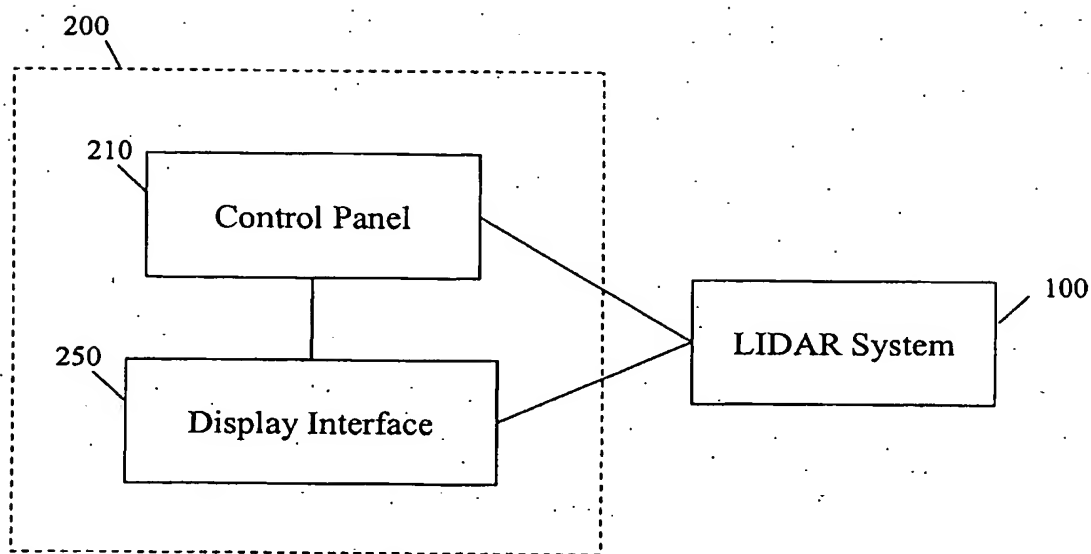 200
210
Control Panel
100
LIDAR System
250
Display Interface